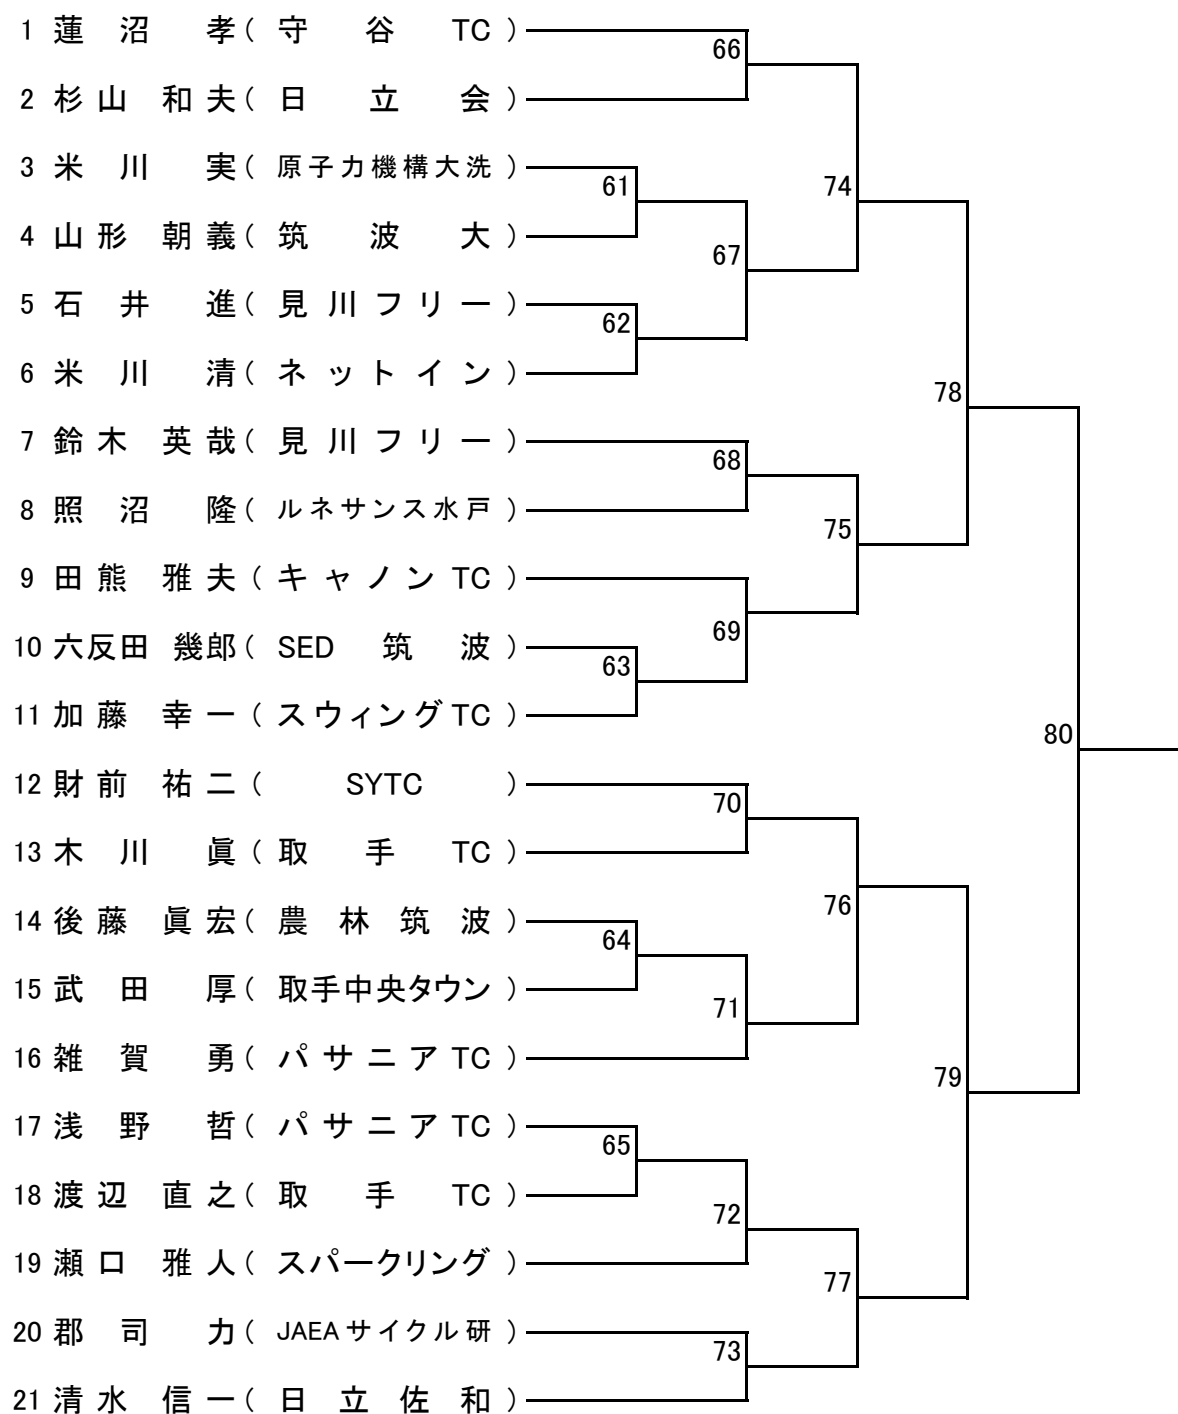 1 蓮沼 孝 ( 守谷 TC )
66
2 杉山 和夫 ( 日立会 )
3 米川 実 ( 原子力機構大洗 )
61
74
4 山形 朝義 ( 筑波大 )
67
5 石井 進 ( 見川フリー )
62
6 米川 清 ( ネットイン )
78
7 鈴木 英哉 ( 見川フリー )
68
8 照沼 隆 ( ルネサンス水戸 )
75
9 田熊 雅夫 ( キャノン TC )
69
10 六反田 幾郎 ( SED 筑波 )
63
11 加藤 幸一 ( スウィング TC )
80
12 財前 祐二 ( SYTC )
70
13 木川 眞 ( 取手 TC )
76
14 後藤 眞宏 ( 農林筑波 )
64
15 武田 厚 ( 取手中央タウン )
71
16 雑賀 勇 ( パサニア TC )
79
17 浅野 哲 ( パサニア TC )
65
18 渡辺 直之 ( 取手 TC )
72
19 瀬口 雅人 ( スパークリング )
77
20 郡司 力 ( JAEA サイクル研 )
73
21 清水 信一 ( 日立佐和 )